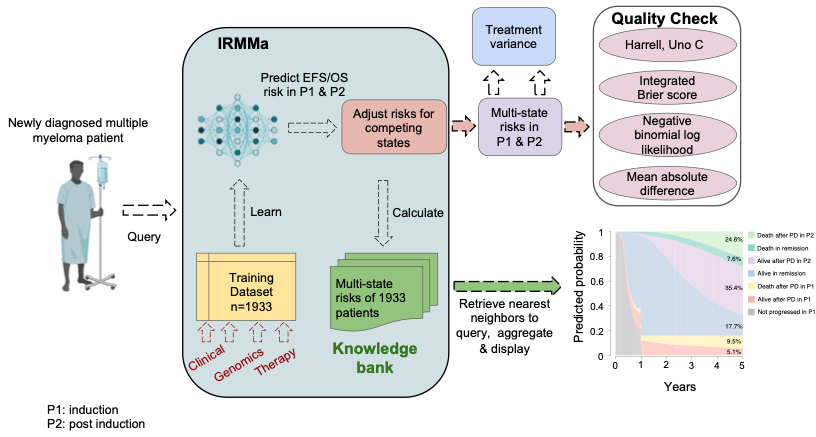 IRMMa
Newly diagnosed multiple
myeloma patient
Query
Predict EFS/OS
risk in P1 & P2
Adjust risks for
competing
states
Learn
Calculate
Training
Dataset
n=1933
Clinical
Genomics
Therapy
Multi-state
risks of 1933
patients
Knowledge
bank
Treatment
variance
Multi-state
risks in
P1 & P2
Quality Check
Harrell, Uno C
Integrated
Brier score
Negative
binomial log
likelihood
Mean absolute
difference
Retrieve nearest
neighbors to
query, aggregate
& display
Predicted probability
1
0.8
0.6
0.4
0.2
0
0 1 2 3 4 5
Years
24.6%
7.6%
35.4%
17.7%
9.5%
5.1%
Death after PD in P2
Death in remission
Alive after PD in P2
Alive in remission
Death after PD in P1
Alive after PD in P1
Not progressed in P1
P1: induction
P2: post induction